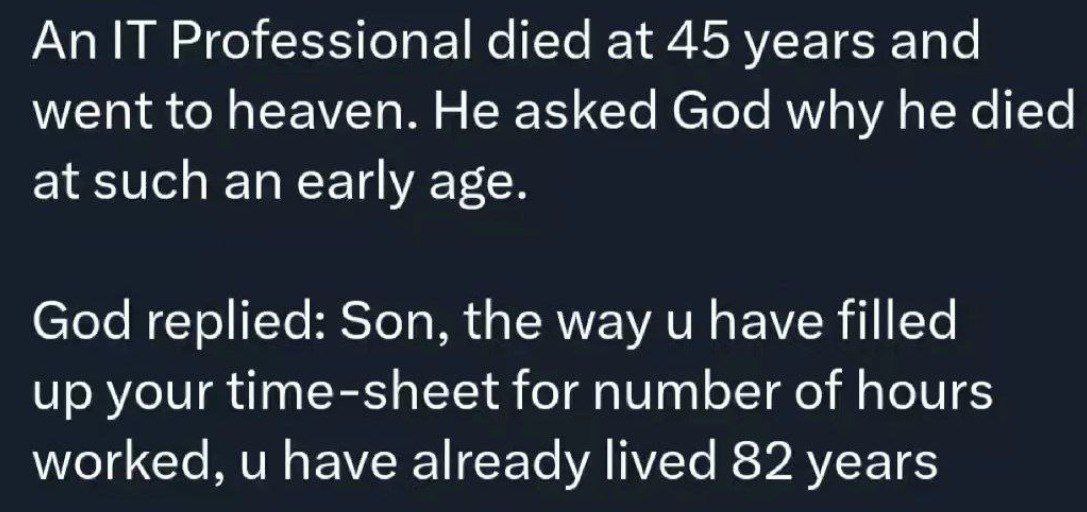 An IT Professional died at 45 years and
went to heaven. He asked God why he died
at such an early age.
God replied: Son, the way u have filled
up your time-sheet for number of hours
worked, u have already lived 82 years